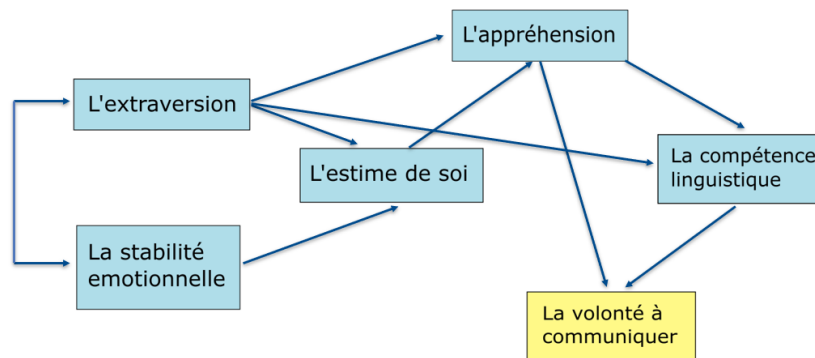 L'appréhension
L'extraversion
La compétence
linguistique
L'estime de soi
La stabilité
emotionnelle
La volonté à
communiquer